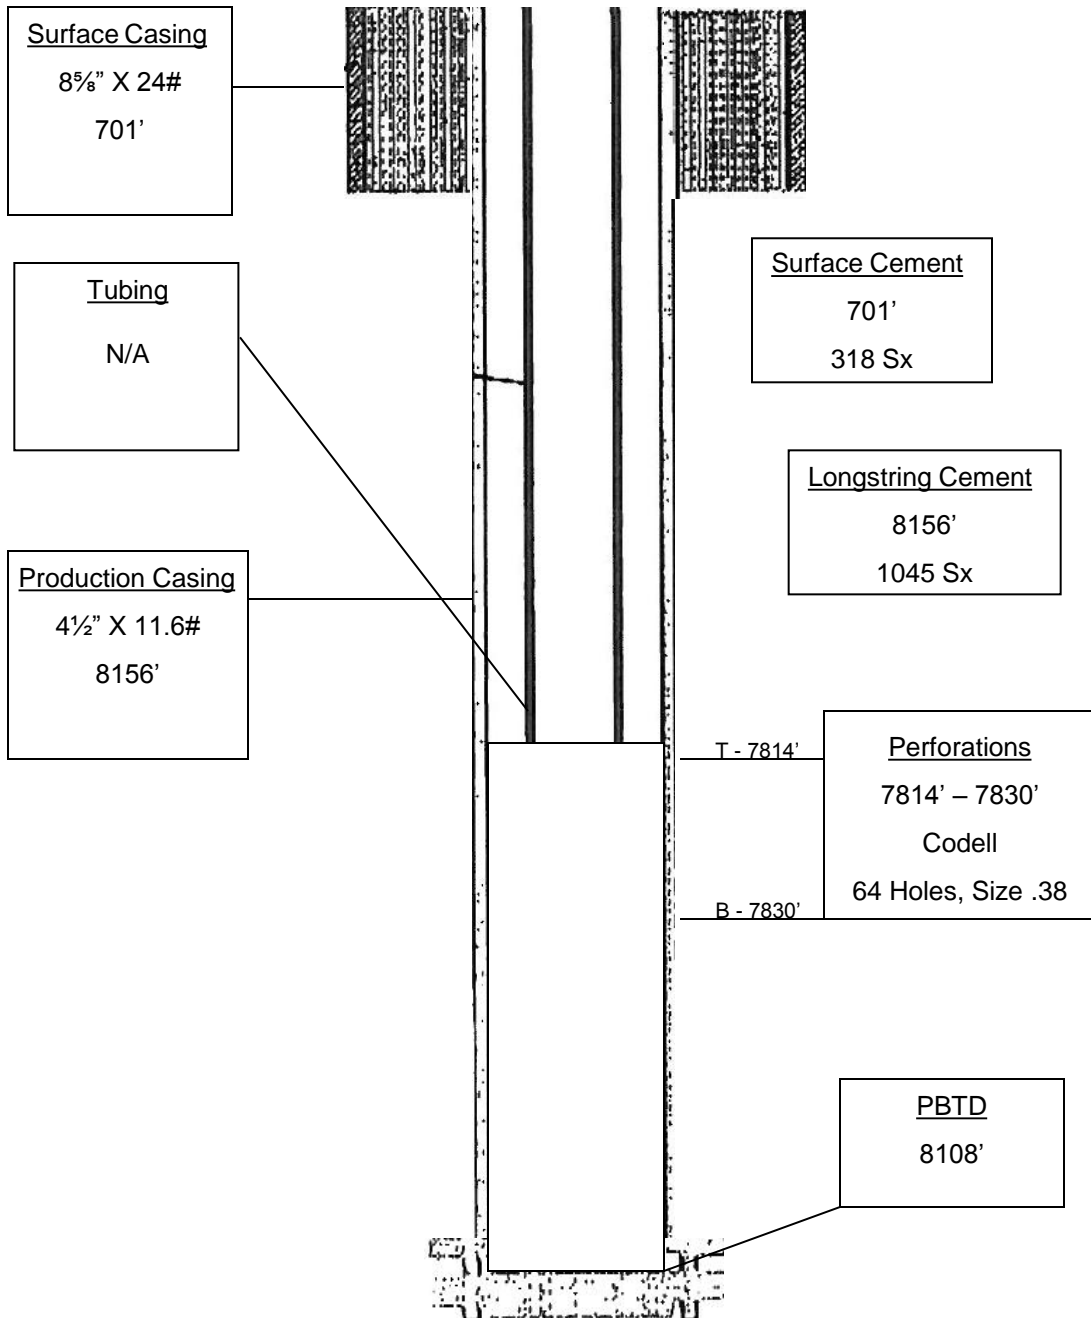 Surface Casing
8⅝” X 24#
701’
Tubing
N/A
Production Casing
4½” X 11.6#
8156’
Surface Cement
701’
318 Sx
Longstring Cement
8156’
1045 Sx
T - 7814’
B - 7830’
Perforations
7814’ – 7830’
Codell
64 Holes, Size .38
PBTD
8108’